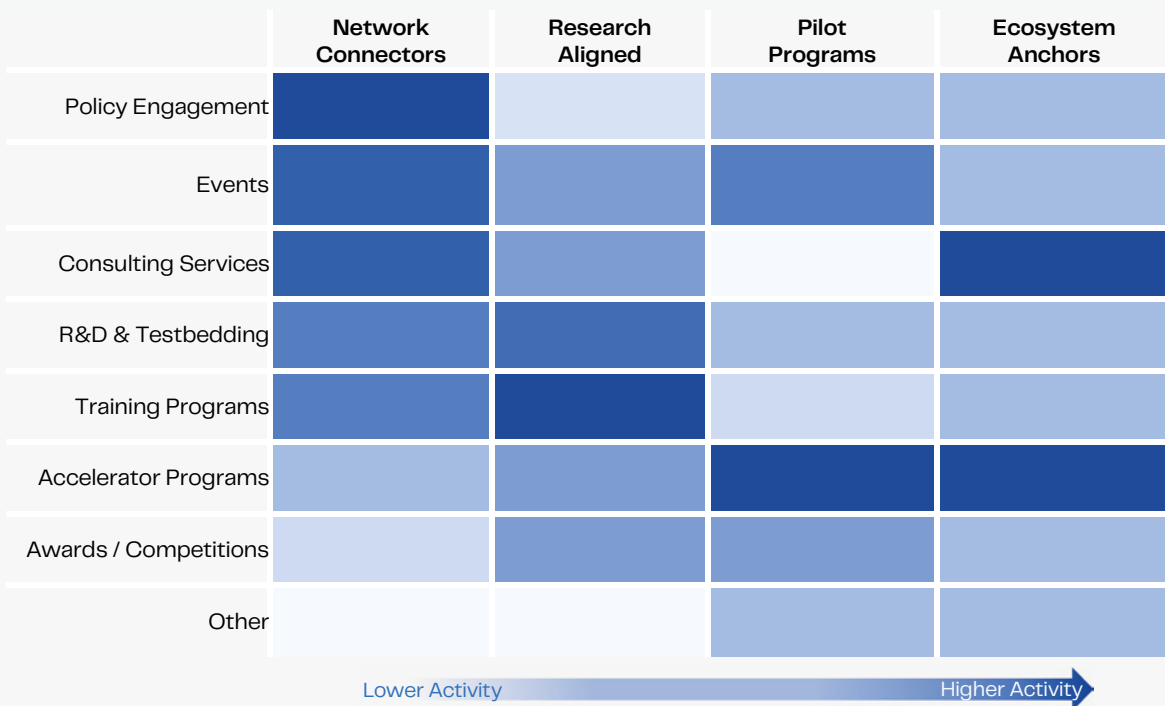 Network Connectors
Research Aligned
Pilot Programs
Ecosystem Anchors
Policy Engagement
Events
Consulting Services
R&D & Testbedding
Training Programs
Accelerator Programs
Awards / Competitions
Other
Lower Activity
Higher Activity